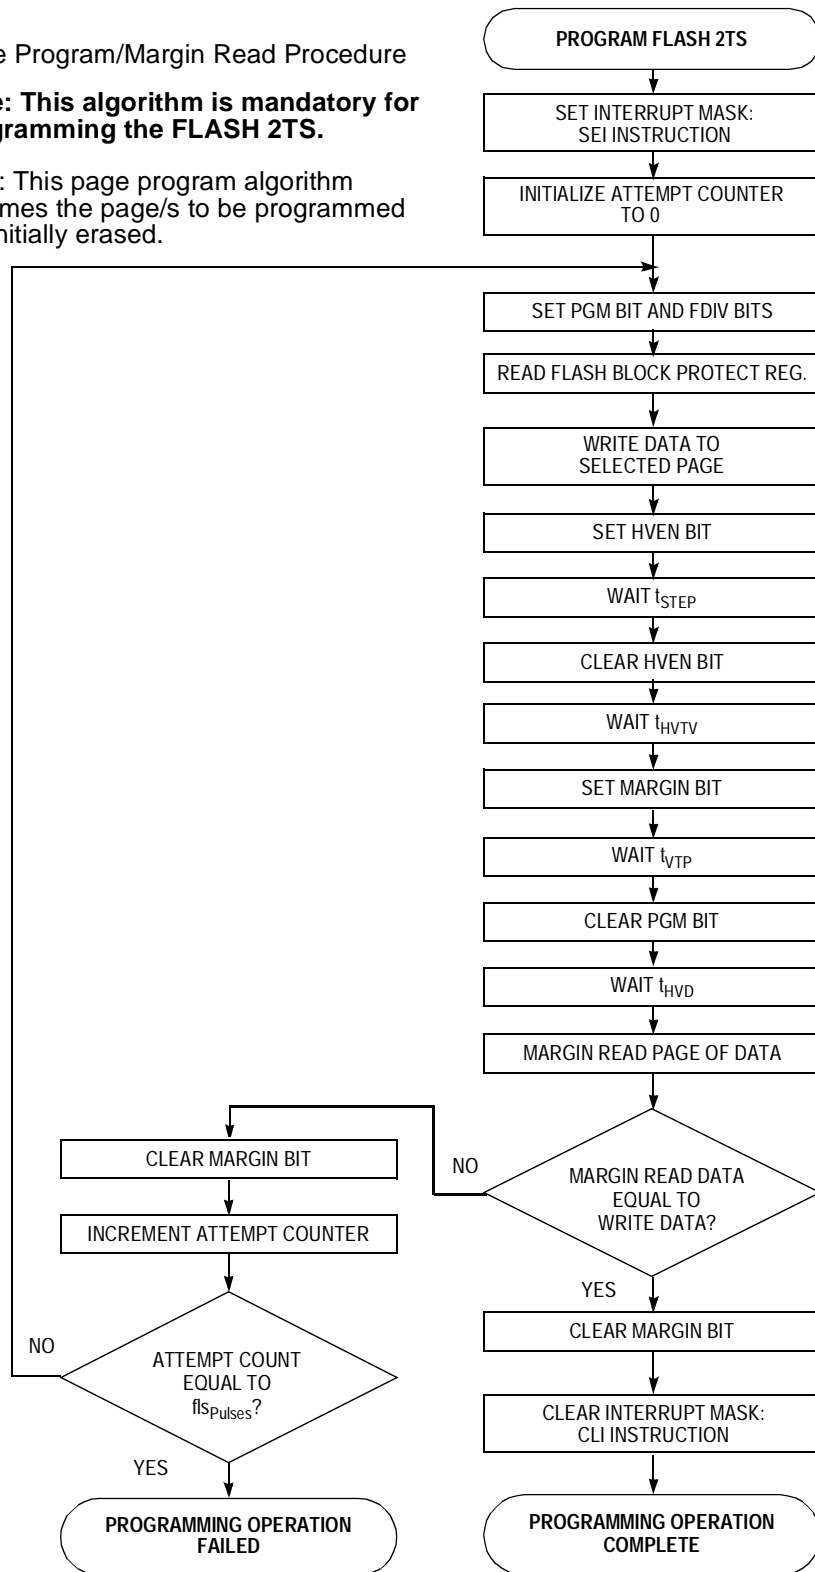 e Program/Margin Read Procedure
e: This algorithm is mandatory for
gramming the FLASH 2TS.
: This page program algorithm
mes the page/s to be programmed
nitially erased.
PROGRAM FLASH 2TS
SET INTERRUPT MASK:
SEI INSTRUCTION
INITIALIZE ATTEMPT COUNTER
TO 0
SET PGM BIT AND FDIV BITS
READ FLASH BLOCK PROTECT REG.
WRITE DATA TO
SELECTED PAGE
SET HVEN BIT
WAIT tSTEP
CLEAR HVEN BIT
WAIT tHVTV
SET MARGIN BIT
WAIT tVTP
CLEAR PGM BIT
WAIT tHVD
MARGIN READ PAGE OF DATA
MARGIN READ DATA
EQUAL TO
WRITE DATA?
NO
CLEAR MARGIN BIT
INCREMENT ATTEMPT COUNTER
ATTEMPT COUNT
EQUAL TO
flsPulses?
NO
YES
PROGRAMMING OPERATION
FAILED
YES
CLEAR MARGIN BIT
CLEAR INTERRUPT MASK:
CLI INSTRUCTION
PROGRAMMING OPERATION
COMPLETE